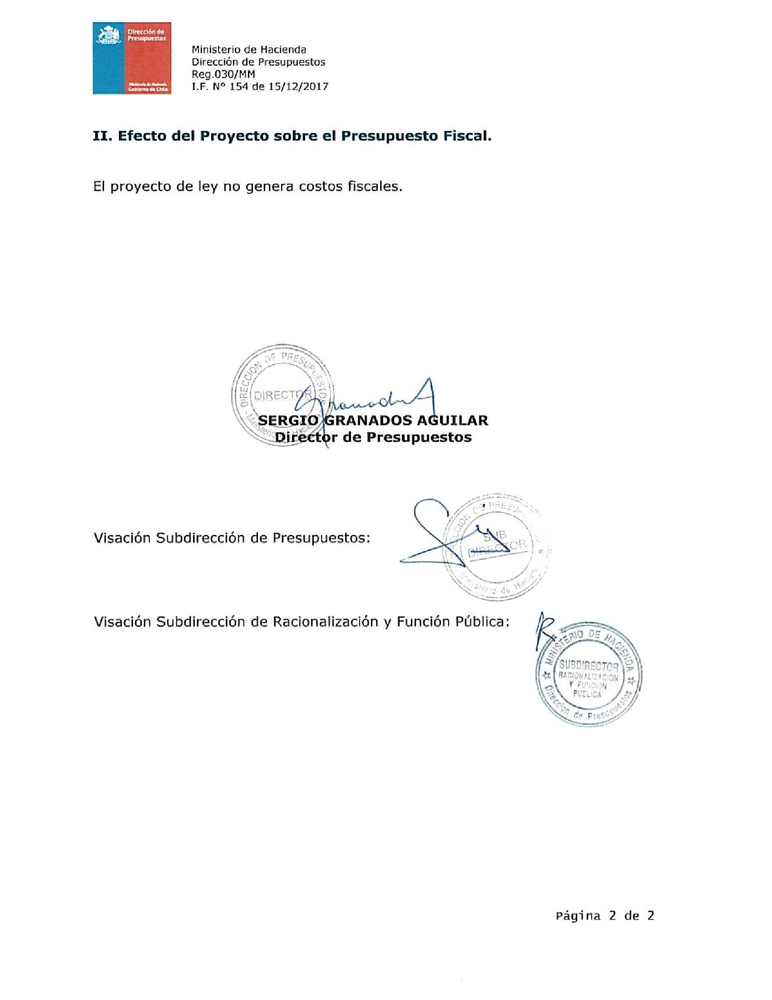 Dirección de
Presupuestos
Ministerio de Hacienda
Gobierno de Chile
Ministerio de Hacienda
Dirección de Presupuestos
Reg.030/MM
I.F. Nº 154 de 15/12/2017
II. Efecto del Proyecto sobre el Presupuesto Fiscal.
El proyecto de ley no genera costos fiscales.
DIRECCION DE PRESUPUESTOS
DIRECTOR
Ministerio de Hacienda
Granados A
SERGIO GRANADOS AGUILAR
Director de Presupuestos
DE
SUB
DIRECTOR
Ministerio de
Visación Subdirección de Presupuestos:
Visación Subdirección de Racionalización y Función Pública:
MINISTERIO DE HACIENDA
SUBDIRECTOR
RACIONALIZACION
Y FUNCION
PUBLICA
Direccion de Presupuestos
Página 2 de 2